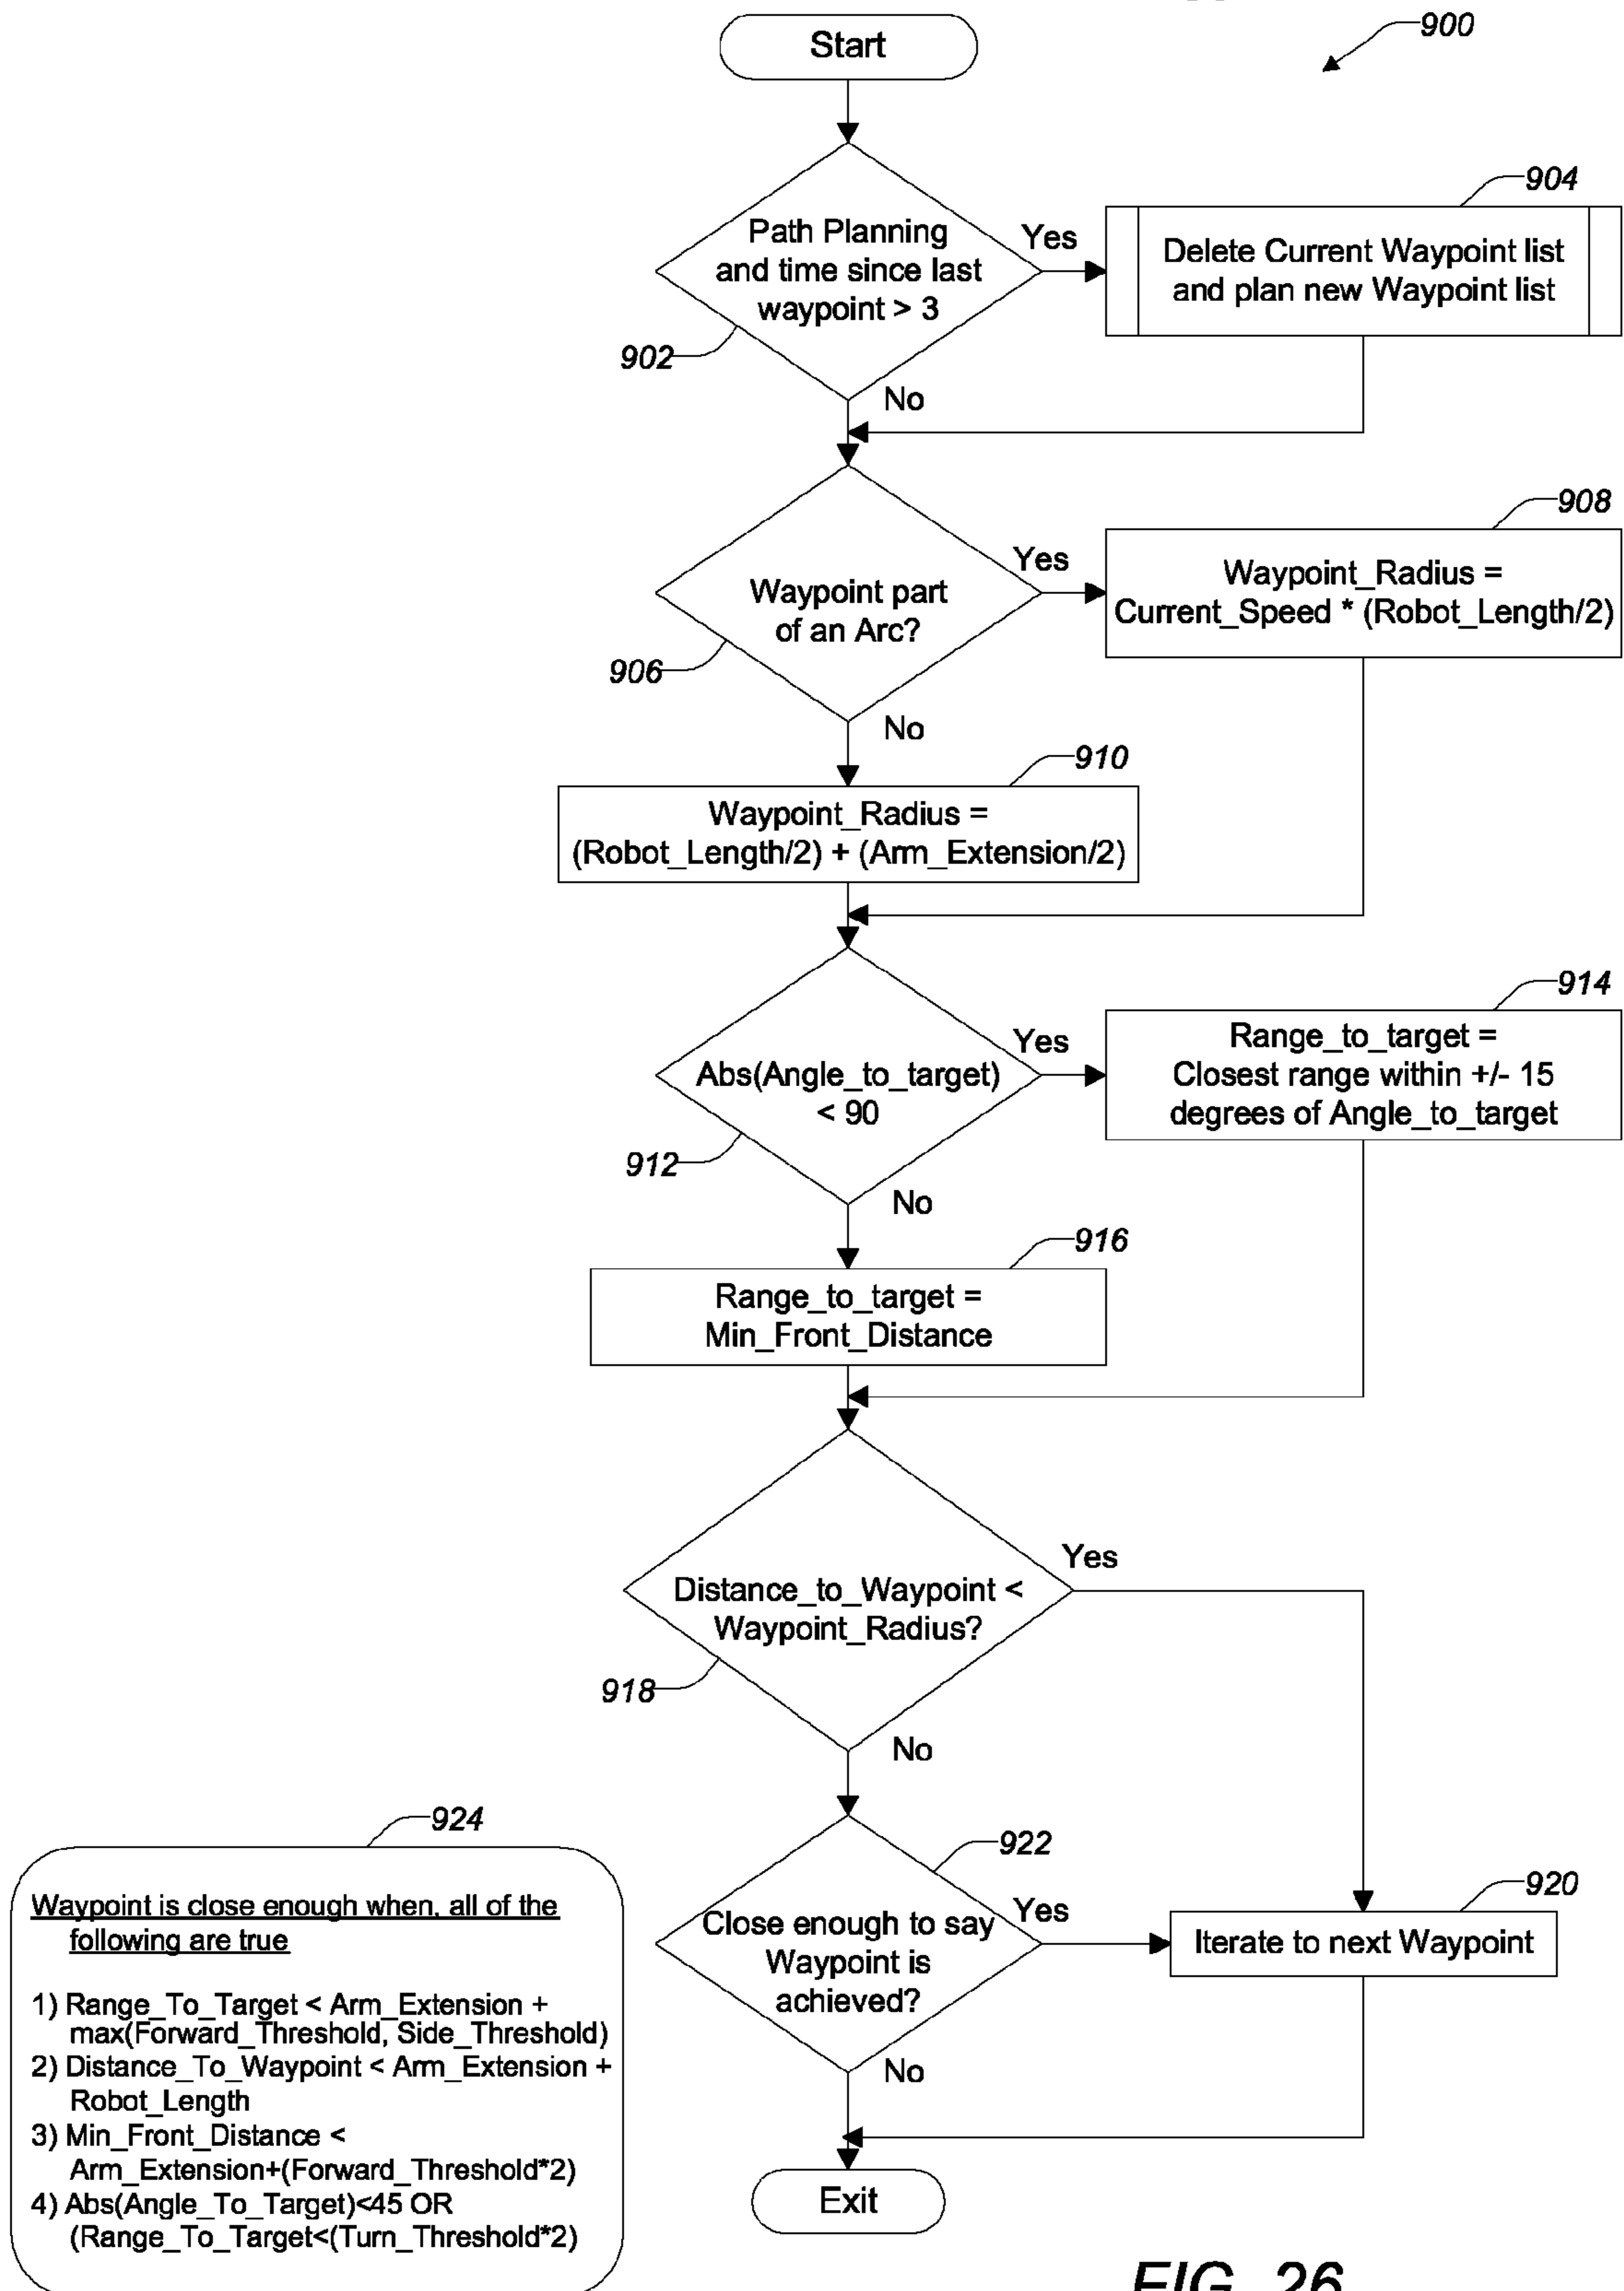 900
Start
904
Path Planning
and time since last
waypoint > 3
Yes
Delete Current Waypoint list
and plan new Waypoint list
902
No
908
Waypoint part
of an Arc?
Yes
Waypoint_Radius =
Current_Speed * (Robot_Length/2)
906
No
910
Waypoint_Radius =
(Robot_Length/2) + (Arm_Extension/2)
914
Abs(Angle_to_target)
< 90
Yes
Range_to_target =
Closest range within +/- 15
degrees of Angle_to_target
912
No
916
Range_to_target =
Min_Front_Distance
Distance_to_Waypoint <
Waypoint_Radius?
Yes
918
No
922
Close enough to say
Waypoint is
achieved?
Yes
920
Iterate to next Waypoint
No
Exit
924
Waypoint is close enough when, all of the
following are true
1) Range_To_Target < Arm_Extension +
max(Forward_Threshold, Side_Threshold)
2) Distance_To_Waypoint < Arm_Extension +
Robot_Length
3) Min_Front_Distance <
Arm_Extension+(Forward_Threshold*2)
4) Abs(Angle_To_Target)<45 OR
(Range_To_Target<(Turn_Threshold*2)
FIG. 26